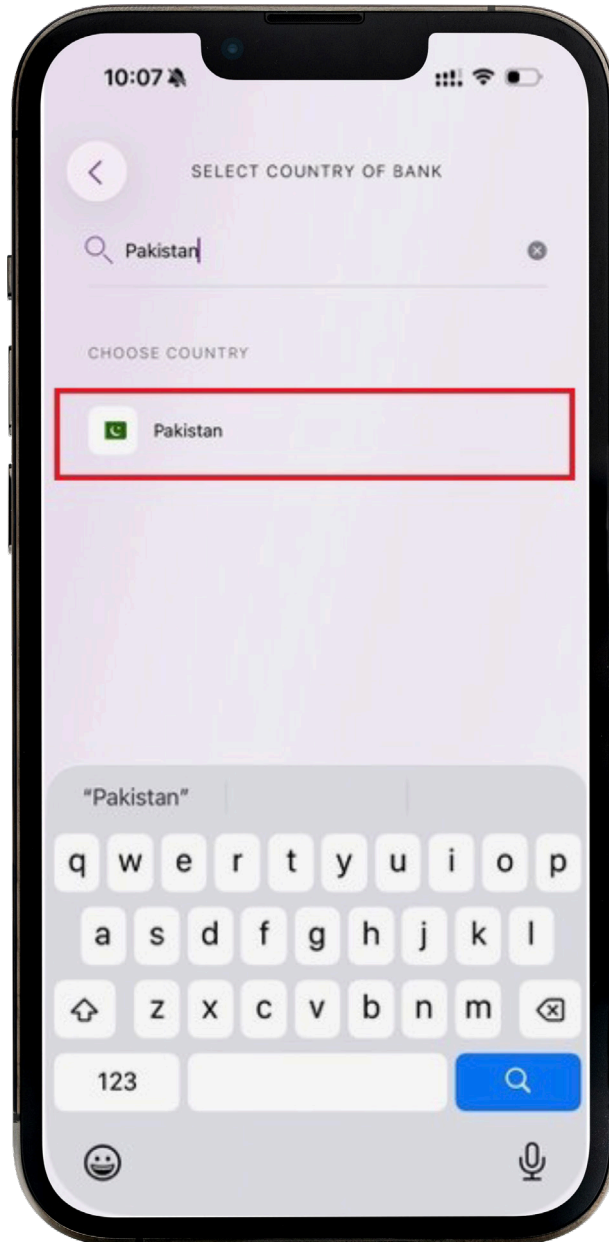 10:07
SELECT COUNTRY OF BANK
Pakistan
CHOOSE COUNTRY
Pakistan
“Pakistan”
q w e r t y u i o p
a s d f g h j k l
z x c v b n m
123